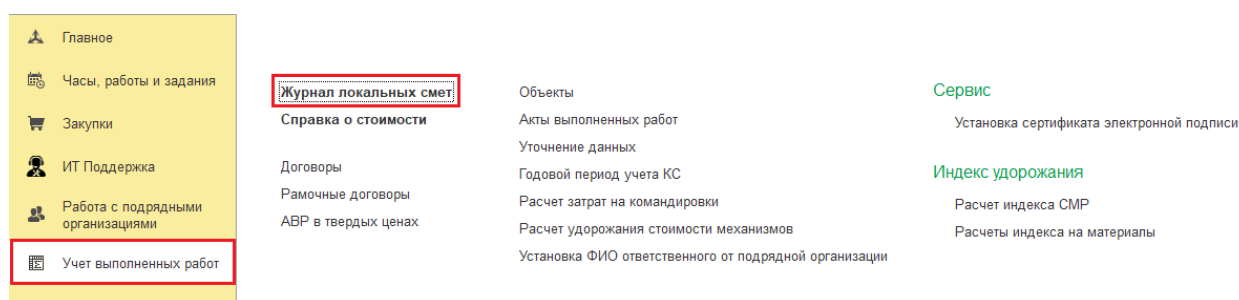 Главное
Часы, работы и задания
Закупки
ИТ Поддержка
Работа с подрядными
организациями
Учет выполненных работ
Журнал локальных смет
Справка о стоимости
Договоры
Рамочные договоры
АВР в твердых ценах
Объекты
Акты выполненных работ
Уточнение данных
Годовой период учета КС
Расчет затрат на командировки
Расчет удорожания стоимости механизмов
Установка ФИО ответственного от подрядной организации
Сервис
Установка сертификата электронной подписи
Индекс удорожания
Расчет индекса СМР
Расчеты индекса на материалы